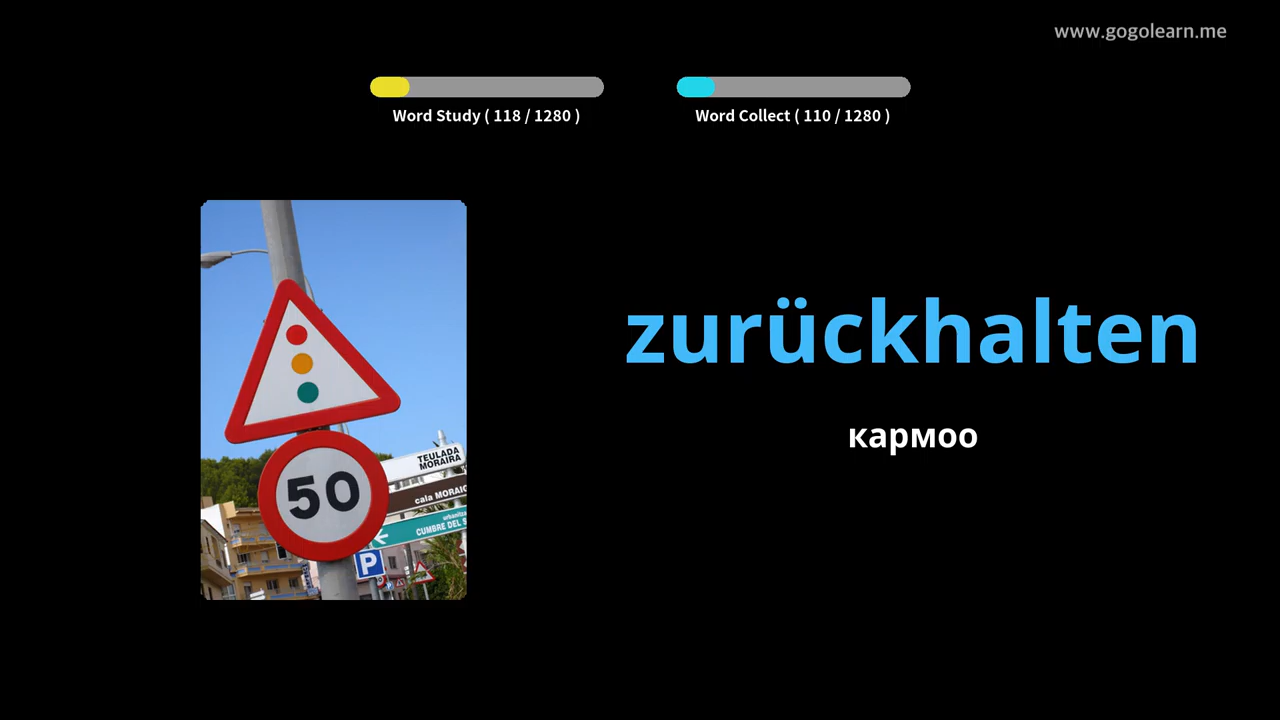 www.gogolearn.me
Word Study ( 118 / 1280 )
Word Collect ( 110 / 1280 )
zurückhalten
кармоо
50
TEULADA
MORAIRA
cala MORAIG
urbanitza
CUMBRE DEL S
P